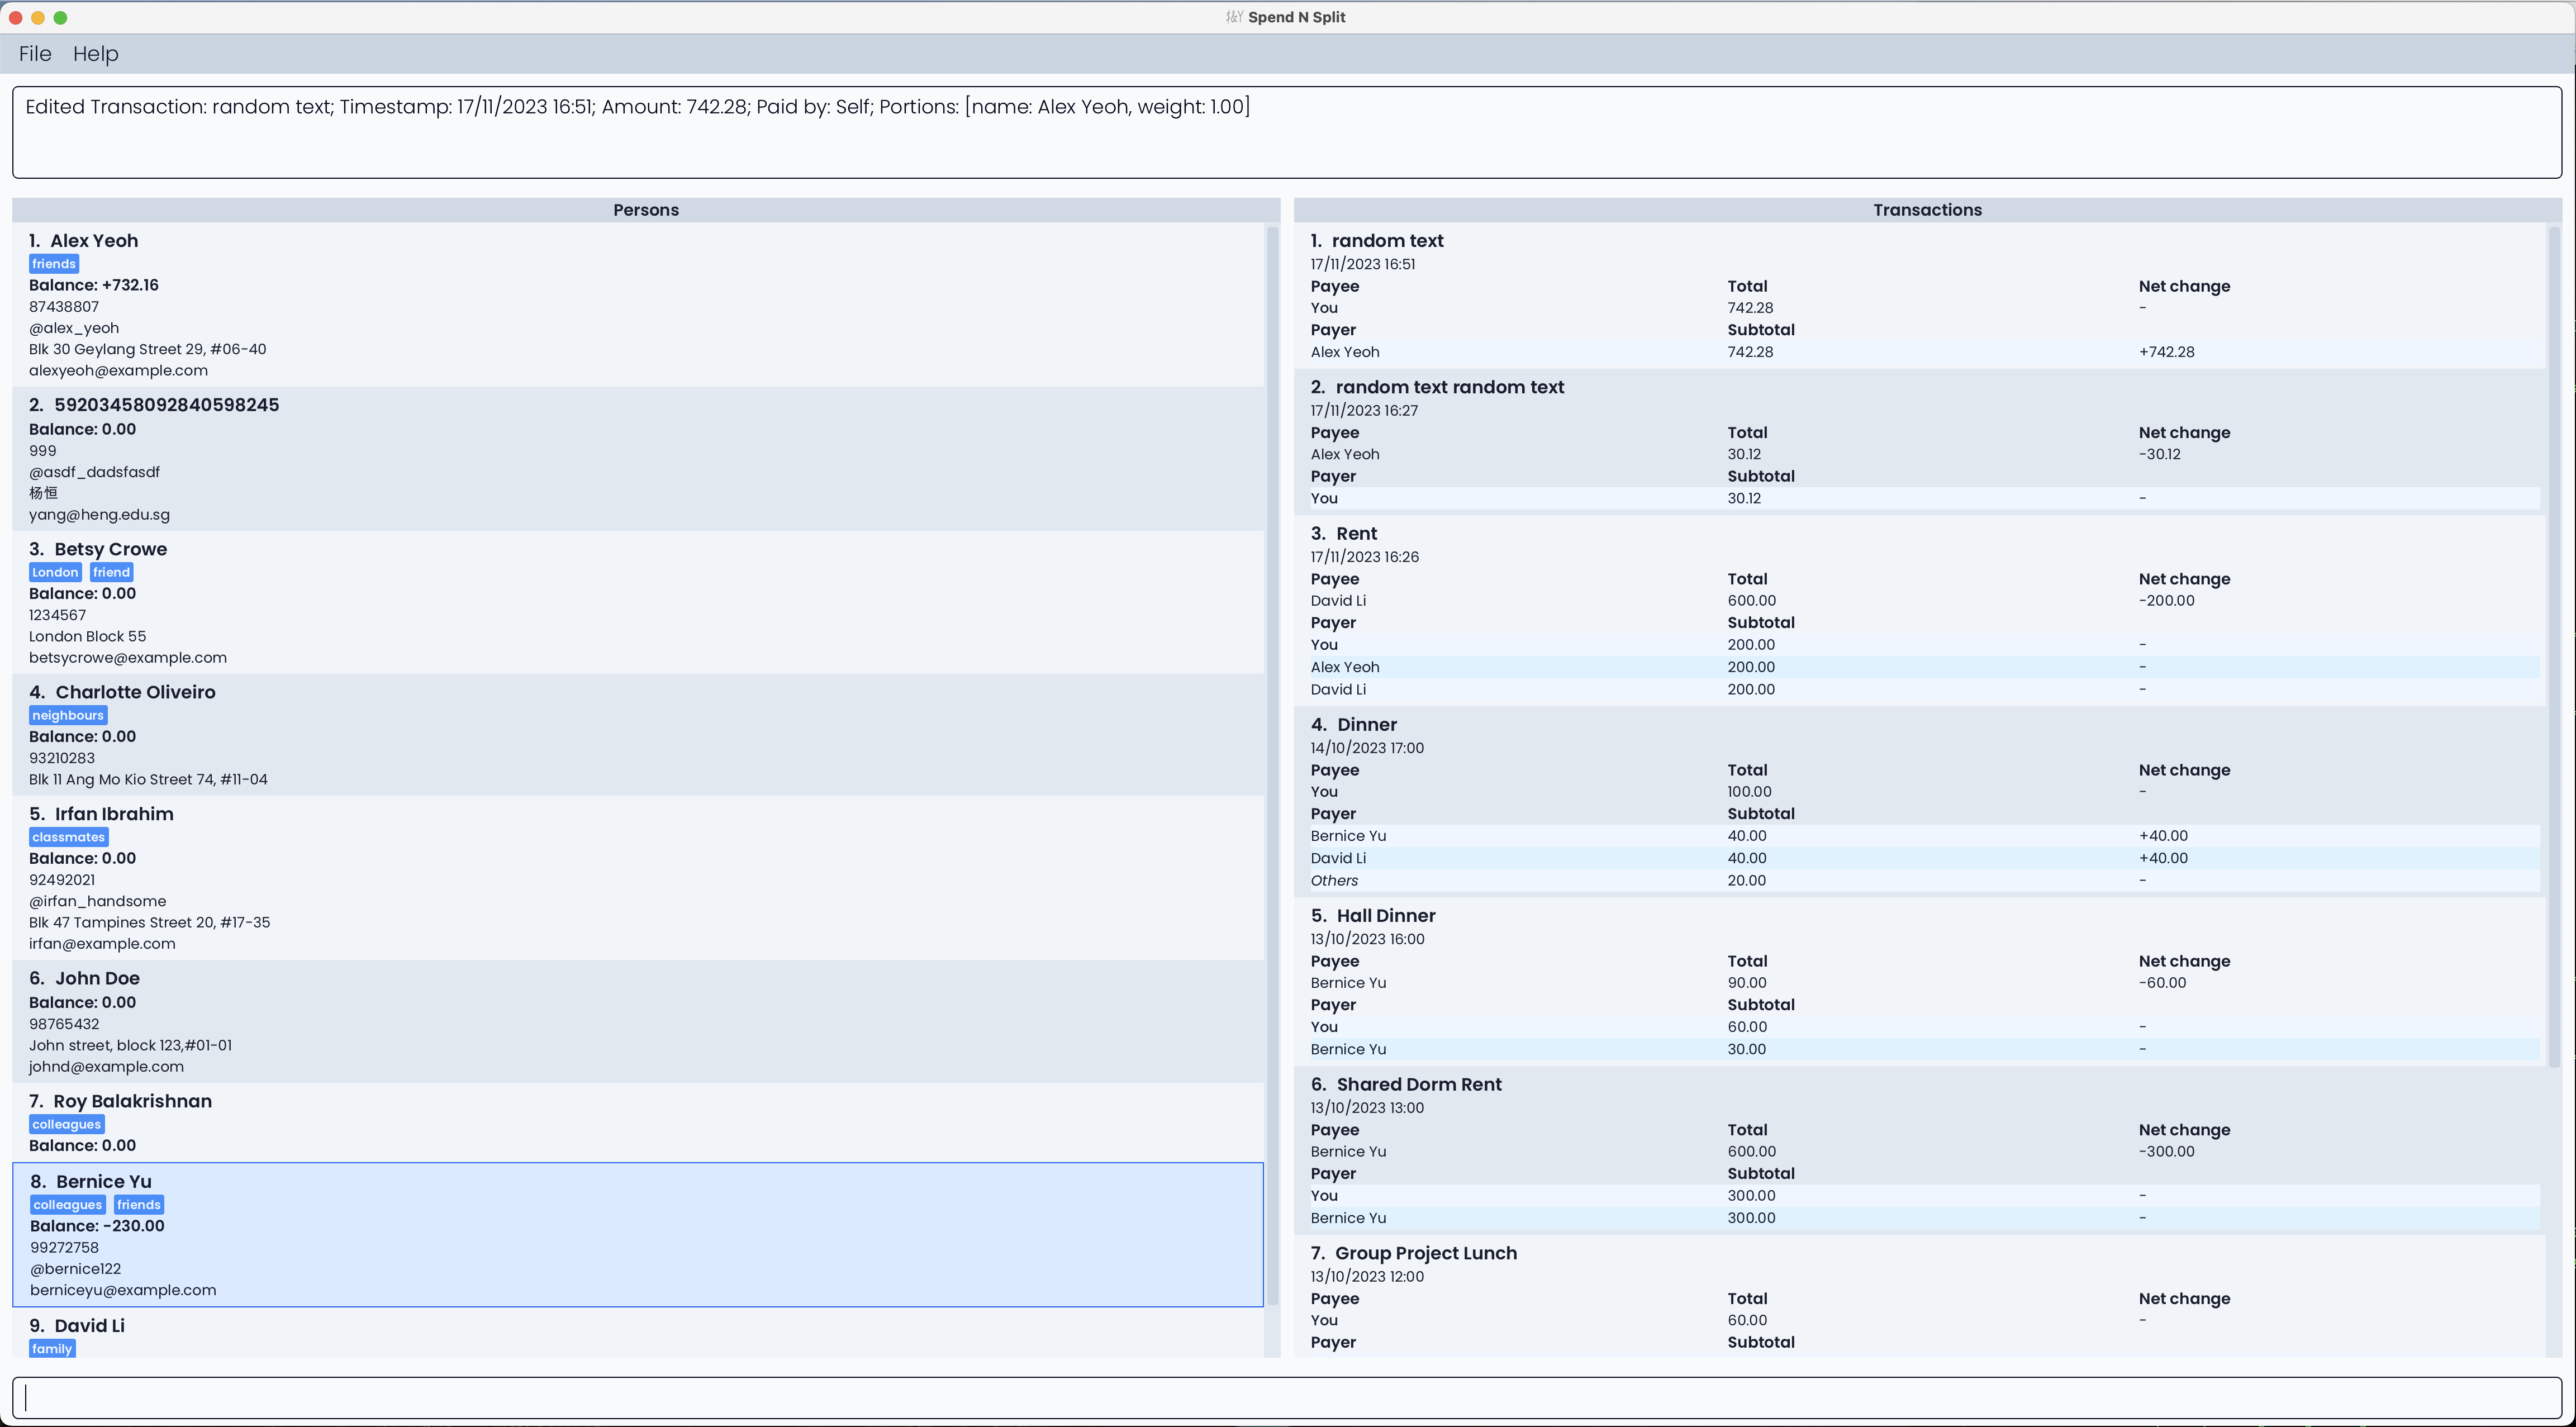 Spend N Split
File Help
Edited Transaction: random text; Timestamp: 17/11/2023 16:51; Amount: 742.28; Paid by: Self; Portions: [name: Alex Yeoh, weight: 1.00]
Persons
1. Alex Yeoh
friends
Balance: +732.16
87438807
@alex_yeoh
Blk 30 Geylang Street 29, #06-40
alexyeoh@example.com
2. 59203458092840598245
Balance: 0.00
999
@asdf_dadsfasdf
杨恒
yang@heng.edu.sg
3. Betsy Crowe
London friend
Balance: 0.00
1234567
London Block 55
betsycrowe@example.com
4. Charlotte Oliveiro
neighbours
Balance: 0.00
93210283
Blk 11 Ang Mo Kio Street 74, #11-04
5. Irfan Ibrahim
classmates
Balance: 0.00
92492021
@irfan_handsome
Blk 47 Tampines Street 20, #17-35
irfan@example.com
6. John Doe
Balance: 0.00
98765432
John street, block 123,#01-01
johnd@example.com
7. Roy Balakrishnan
colleagues
Balance: 0.00
8. Bernice Yu
colleagues friends
Balance: -230.00
99272758
@bernice122
berniceyu@example.com
9. David Li
family
Transactions
1. random text
17/11/2023 16:51
Payee Total Net change
You 742.28 -
Payer Subtotal
Alex Yeoh 742.28 +742.28
2. random text random text
17/11/2023 16:27
Payee Total Net change
Alex Yeoh 30.12 -30.12
Payer Subtotal
You 30.12 -
3. Rent
17/11/2023 16:26
Payee Total Net change
David Li 600.00 -200.00
Payer Subtotal
You 200.00 -
Alex Yeoh 200.00 -
David Li 200.00 -
4. Dinner
14/10/2023 17:00
Payee Total Net change
You 100.00 -
Payer Subtotal
Bernice Yu 40.00 +40.00
David Li 40.00 +40.00
Others 20.00 -
5. Hall Dinner
13/10/2023 16:00
Payee Total Net change
Bernice Yu 90.00 -60.00
Payer Subtotal
You 60.00 -
Bernice Yu 30.00 -
6. Shared Dorm Rent
13/10/2023 13:00
Payee Total Net change
Bernice Yu 600.00 -300.00
Payer Subtotal
You 300.00 -
Bernice Yu 300.00 -
7. Group Project Lunch
13/10/2023 12:00
Payee Total Net change
You 60.00 -
Payer Subtotal